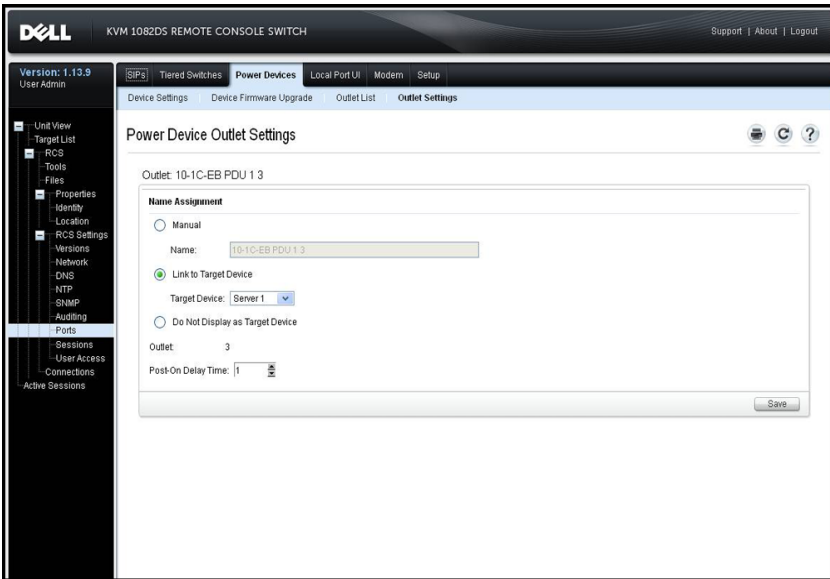 DELL KVM 1082DS REMOTE CONSOLE SWITCH Support | About | Logout
Version: 1.13.9
User Admin
SIPs Tiered Switches Power Devices Local Port UI Modem Setup
Device Settings Device Firmware Upgrade Outlet List Outlet Settings
Unit View
Target List
RCS
Tools
Files
Properties
Identity
Location
RCS Settings
Versions
Network
DNS
NTP
SNMP
Auditing
Ports
Sessions
User Access
Connections
Active Sessions
Power Device Outlet Settings
Outlet: 10-1C-EB PDU 1 3
Name Assignment
Manual
Name: 10-1C-EB PDU 1 3
Link to Target Device
Target Device: Server 1
Do Not Display as Target Device
Outlet: 3
Post-On Delay Time: 1
Save